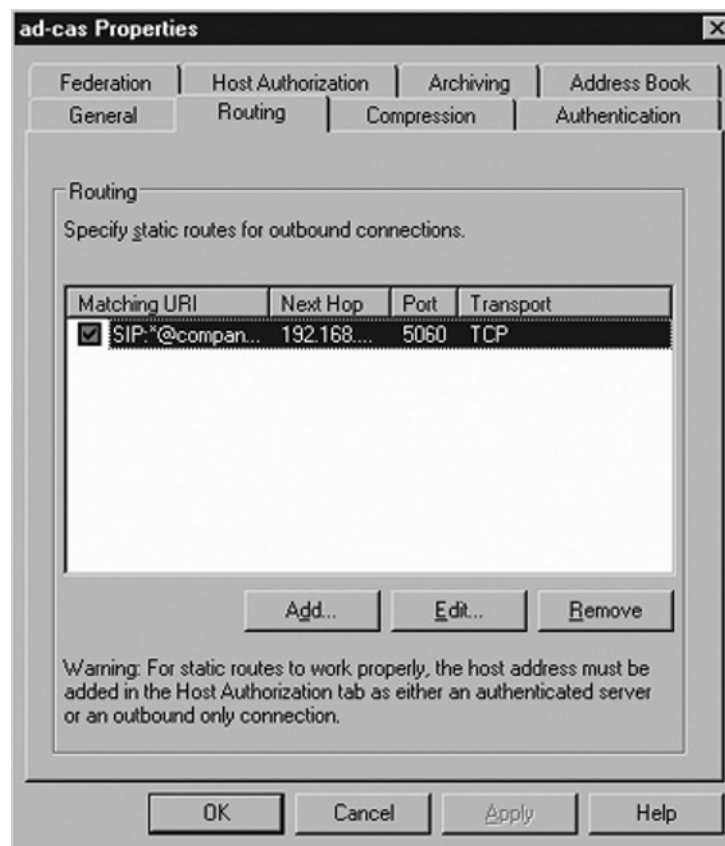 ad-cas Properties
Federation Host Authorization Archiving Address Book
General Routing Compression Authentication
Routing
Specify static routes for outbound connections.
Matching URI Next Hop Port Transport
SIP:*@compan... 192.168.... 5060 TCP
Add... Edit... Remove
Warning: For static routes to work properly, the host address must be
added in the Host Authorization tab as either an authenticated server
or an outbound only connection.
OK Cancel Apply Help